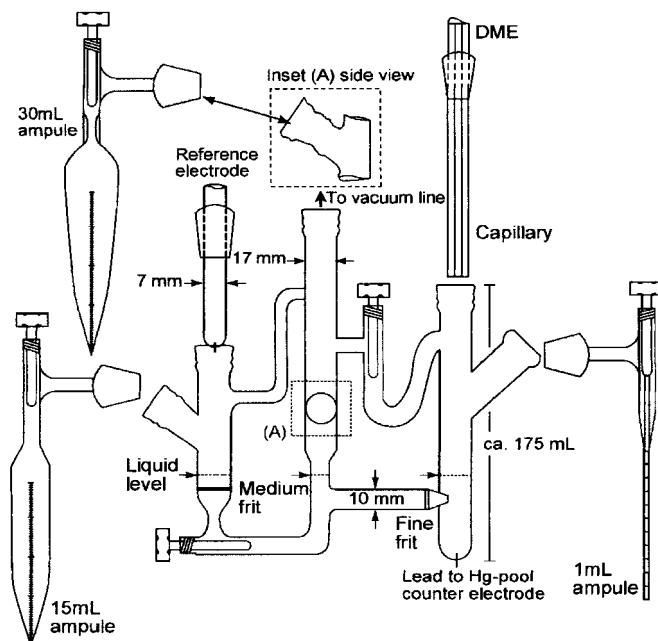 DME
Inset (A) side view
30mL
ampule
Reference
electrode
To vacuum line
Capillary
17 mm
7 mm
(A)
ca. 175 mL
Liquid
level
Medium
frit
10 mm
Fine
frit
Lead to Hg-pool
counter electrode
15mL
ampule
1mL
ampule